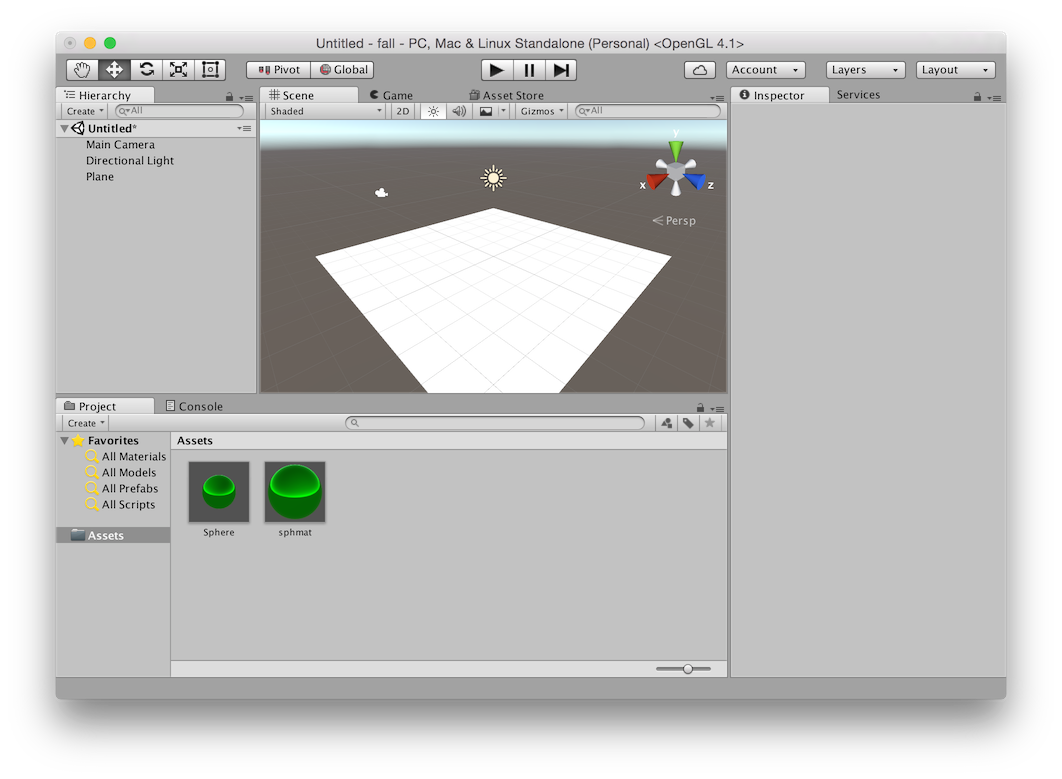 Untitled - fall - PC, Mac & Linux Standalone (Personal) <OpenGL 4.1>
Pivot Global Account Layers Layout
Hierarchy
Create All
Untitled*
Main Camera
Directional Light
Plane
Scene Game Asset Store
Shaded 2D Gizmos All
y
x z
Persp
Inspector Services
Project Console
Create
Favorites
All Materials
All Models
All Prefabs
All Scripts
Assets
Assets
Sphere sphmat